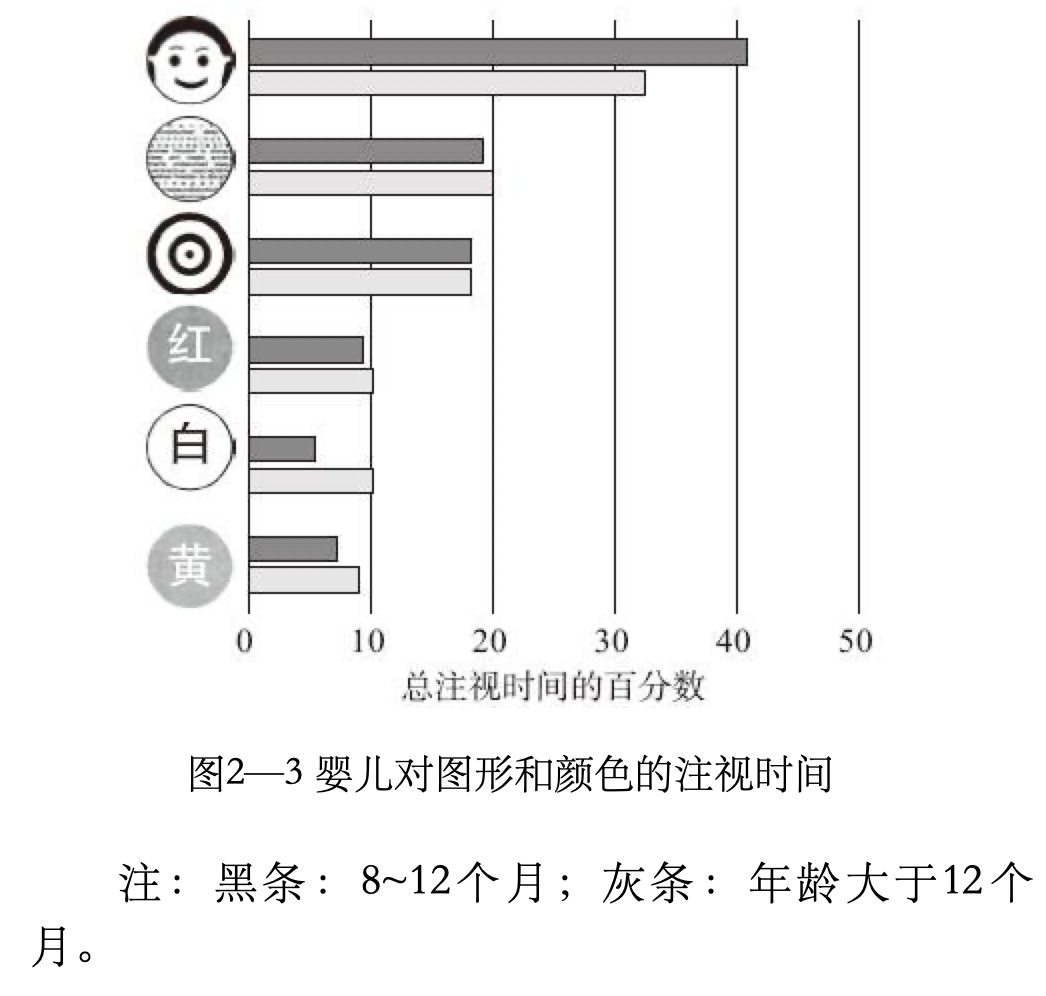 红
白
黄
0 10 20 30 40 50
总注视时间的百分数
图2—3 婴儿对图形和颜色的注视时间
注：黑条：8~12个月；灰条：年龄大于12个
月。